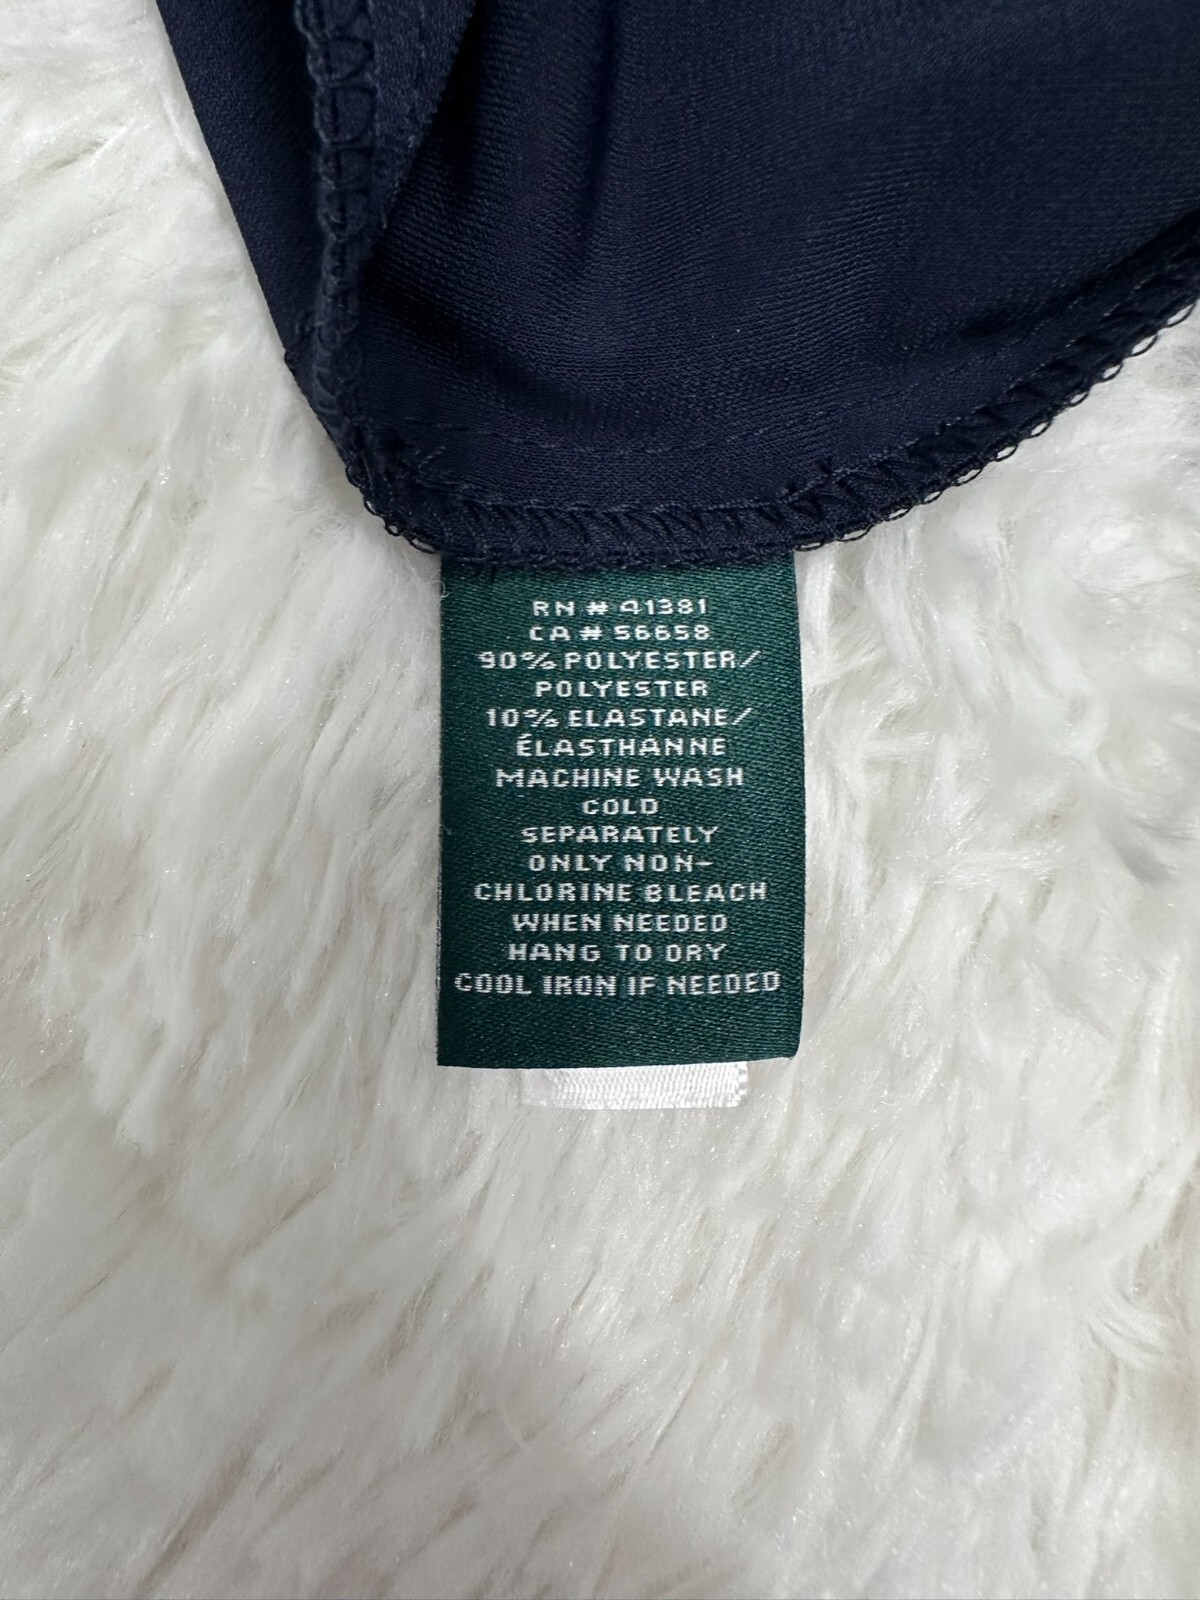 RN # 41381
CA # 56658
90% POLYESTER/
POLYESTER
10% ELASTANE/
ÉLASTHANNE
MACHINE WASH
COLD
SEPARATELY
ONLY NON-
CHLORINE BLEACH
WHEN NEEDED
HANG TO DRY
COOL IRON IF NEEDED